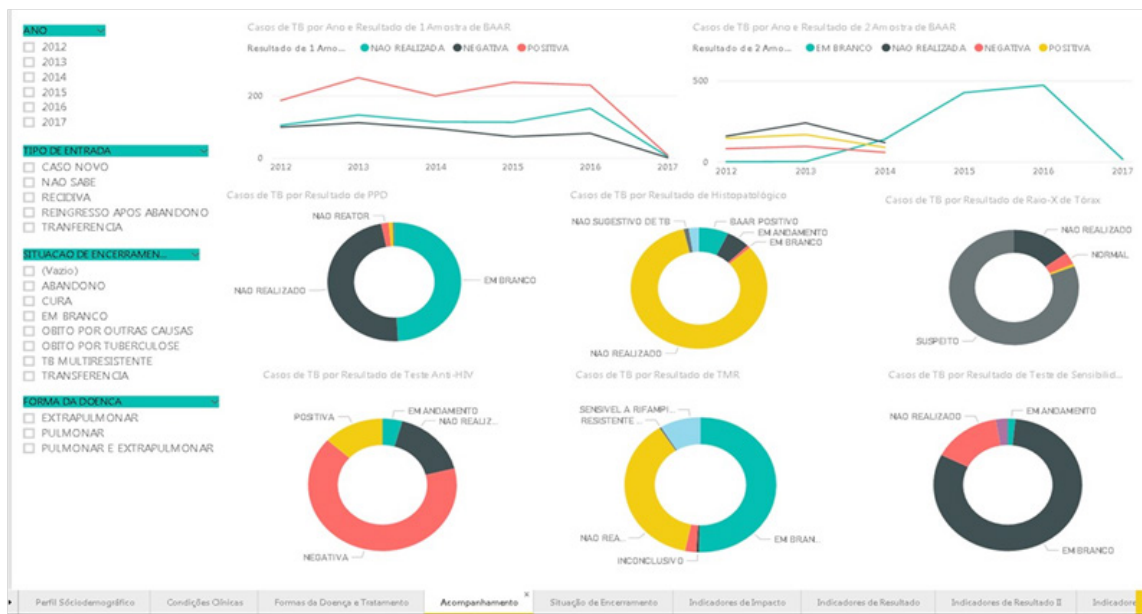 ANO
2012
2013
2014
2015
2016
2017
TIPO DE ENTRADA
CASO NOVO
NAO SABE
RECIDIVA
REINGRESSO APOS ABANDONO
TRANFERENCIA
SITUACAO DE ENCERRAMEN...
(Vazio)
ABANDONO
CURA
EM BRANCO
OBITO POR OUTRAS CAUSAS
OBITO POR TUBERCULOSE
TB MULTIRESISTENTE
TRANSFERENCIA
FORMA DA DOENCA
EXTRAPULMONAR
PULMONAR
PULMONAR E EXTRAPULMONAR
Casos de TB por Ano e Resultado de 1 Amostra de BAAR
Resultado de 1 Amo... NAO REALIZADA NEGATIVA POSITIVA
200
0
2012 2013 2014 2015 2016 2017
Casos de TB por Ano e Resultado de 2 Amostra de BAAR
Resultado de 2 Amo... EM BRANCO NAO REALIZADA NEGATIVA POSITIVA
500
0
2012 2013 2014 2015 2016 2017
Casos de TB por Resultado de PPD
NAO REATOR
NAO REALIZADO
EM BRANCO
Casos de TB por Resultado de Histopatológico
NAO SUGESTIVO DE TB
BAAR POSITIVO
EM ANDAMENTO
EM BRANCO
NAO REALIZADO
Casos de TB por Resultado de Raio-X de Tórax
NAO REALIZADO
NORMAL
SUSPEITO
Casos de TB por Resultado de Teste Anti-HIV
POSITIVA
EM ANDAMENTO
NAO REALIZ...
NEGATIVA
Casos de TB por Resultado de TMR
SENSIVEL A RIFAMPI...
RESISTENTE ...
NAO REA...
INCONCLUSIVO
EM BRAN...
Casos de TB por Resultado de Teste de Sensibilid...
NAO REALIZADO
EM ANDAMENTO
EM BRANCO
Perfil Sóciodemográfico Condições Clínicas Formas da Doença e Tratamento Acompanhamento Situação de Encerramento Indicadores de Impacto Indicadores de Resultado Indicadores de Resultado II Indicadore